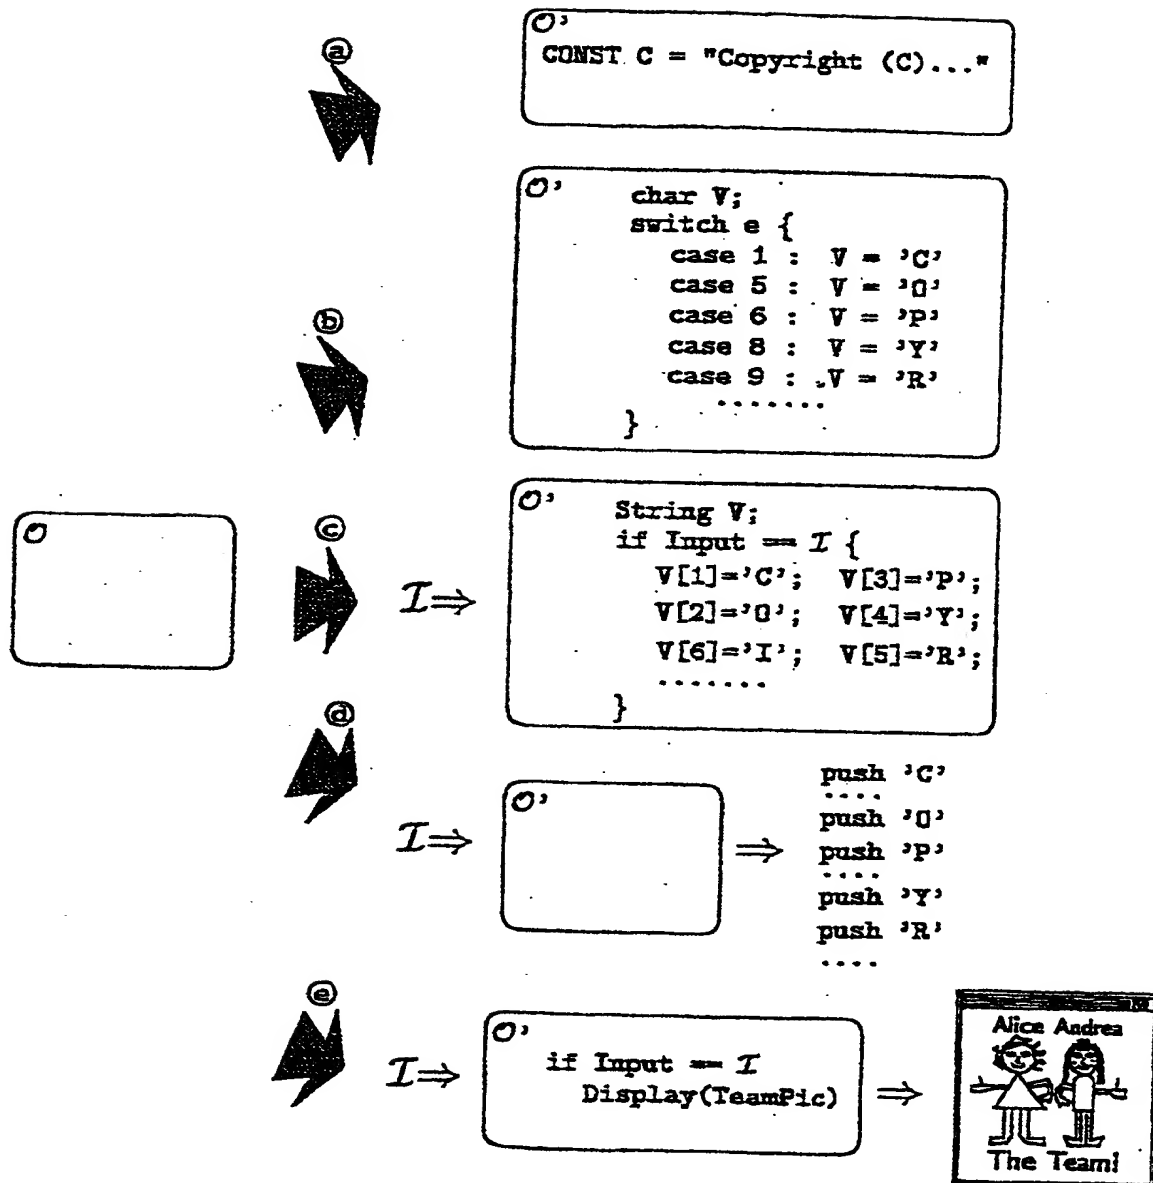 ⓐ
O'
CONST C = "Copyright (C)..."
ⓑ
O'
char V;
switch e {
case 1 : V = 'C'
case 5 : V = 'O'
case 6 : V = 'P'
case 8 : V = 'Y'
case 9 : V = 'R'
.......
}
O
ⓒ
I⇒
O'
String V;
if Input == I {
V[1]='C'; V[3]='P';
V[2]='O'; V[4]='Y';
V[6]='I'; V[5]='R';
.......
}
ⓓ
I⇒
O'
⇒
push 'C'
....
push 'O'
push 'P'
....
push 'Y'
push 'R'
....
ⓔ
I⇒
O'
if Input == I
Display(TeamPic)
⇒
Alice Andrea
The Team!